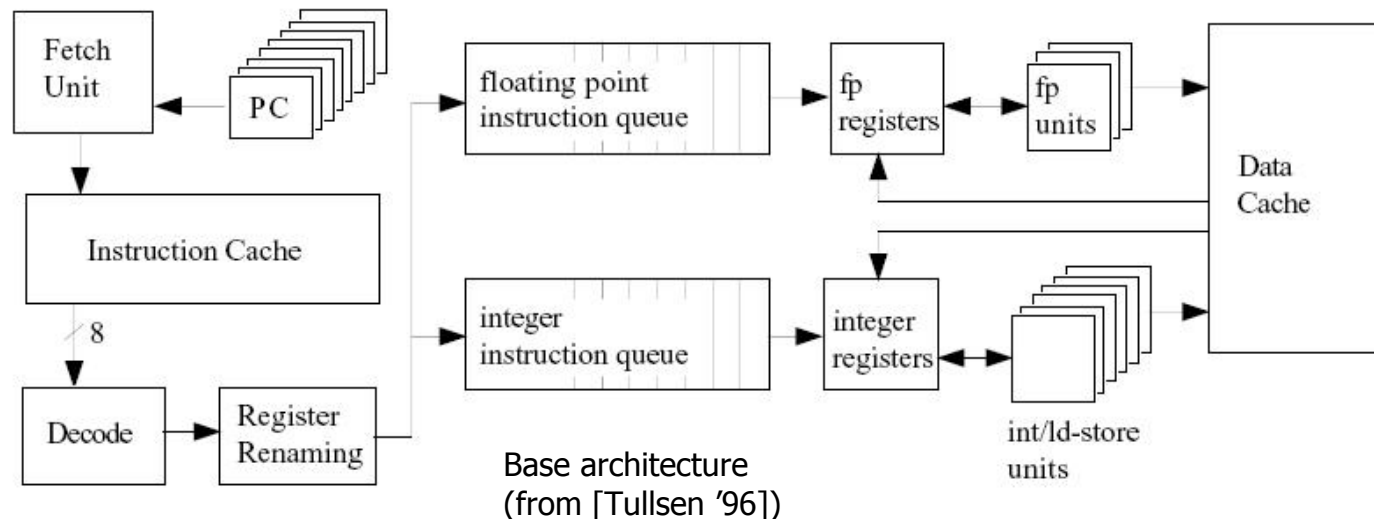 Fetch
Unit
PC
Instruction Cache
8
Decode
Register
Renaming
floating point
instruction queue
integer
instruction queue
fp
registers
fp
units
integer
registers
int/ld-store
units
Data
Cache
Base architecture
(from [Tullsen ’96])